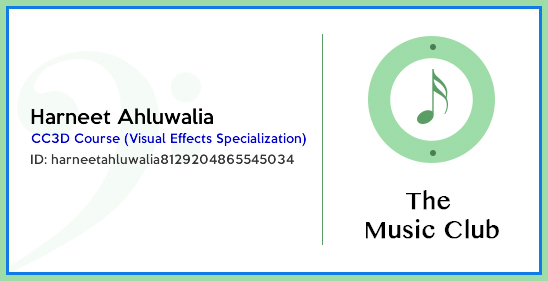 Harneet Ahluwalia
CC3D Course (Visual Effects Specialization)
ID: harneetahluwalia8129204865545034
The
Music Club